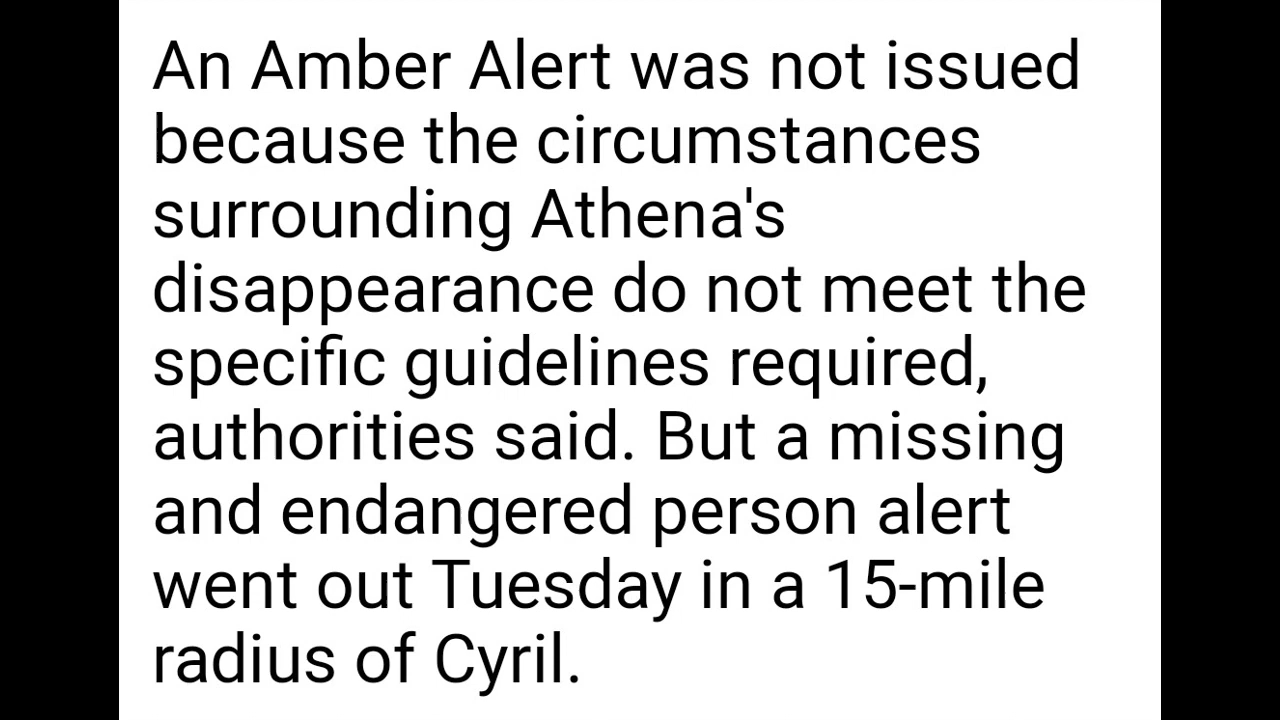 An Amber Alert was not issued
because the circumstances
surrounding Athena's
disappearance do not meet the
specific guidelines required,
authorities said. But a missing
and endangered person alert
went out Tuesday in a 15-mile
radius of Cyril.